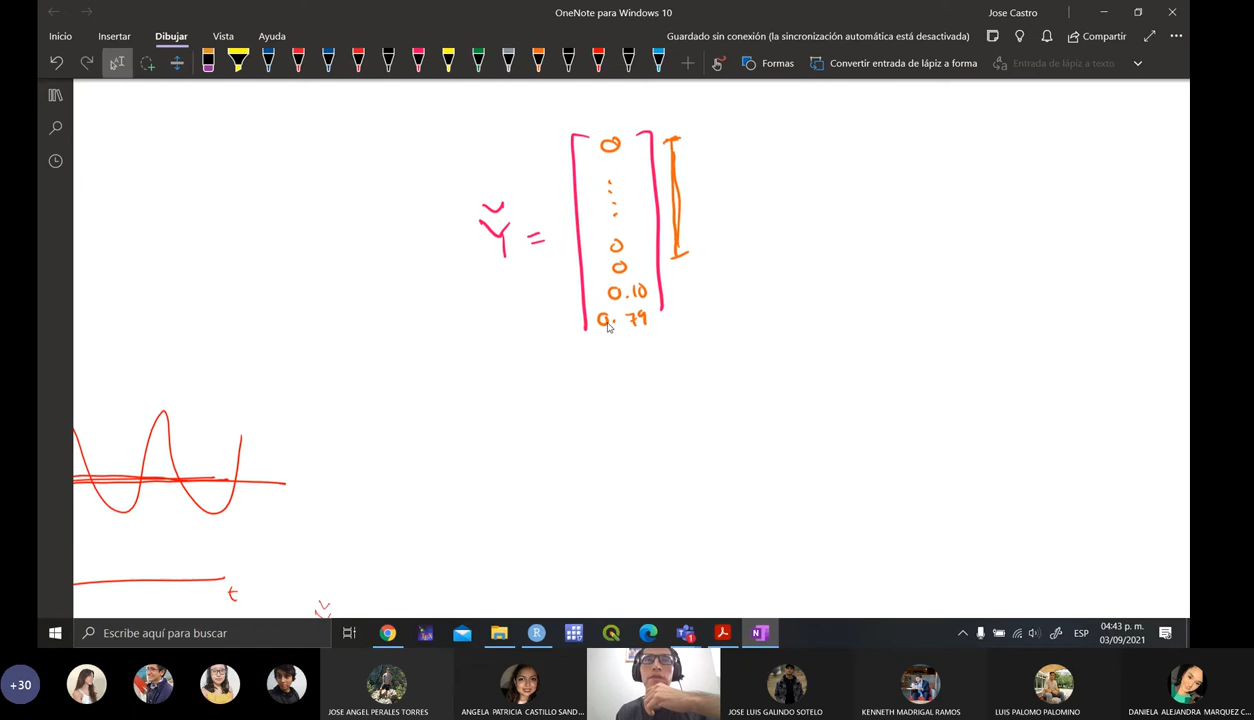 OneNote para Windows 10
Jose Castro
Inicio
Insertar
Dibujar
Vista
Ayuda
Guardado sin conexión (la sincronización automática está desactivada)
Compartir
Formas
Convertir entrada de lápiz a forma
Entrada de lápiz a texto
0
⋮
0
Y̌ =
0
0.10
0.79
t
Escribe aquí para buscar
ESP
04:43 p. m.
03/09/2021
+30
JOSE ANGEL PERALES TORRES
ANGELA PATRICIA CASTILLO SAND...
JOSE LUIS GALINDO SOTELO
KENNETH MADRIGAL RAMOS
LUIS PALOMO PALOMINO
DANIELA ALEJANDRA MARQUEZ C...